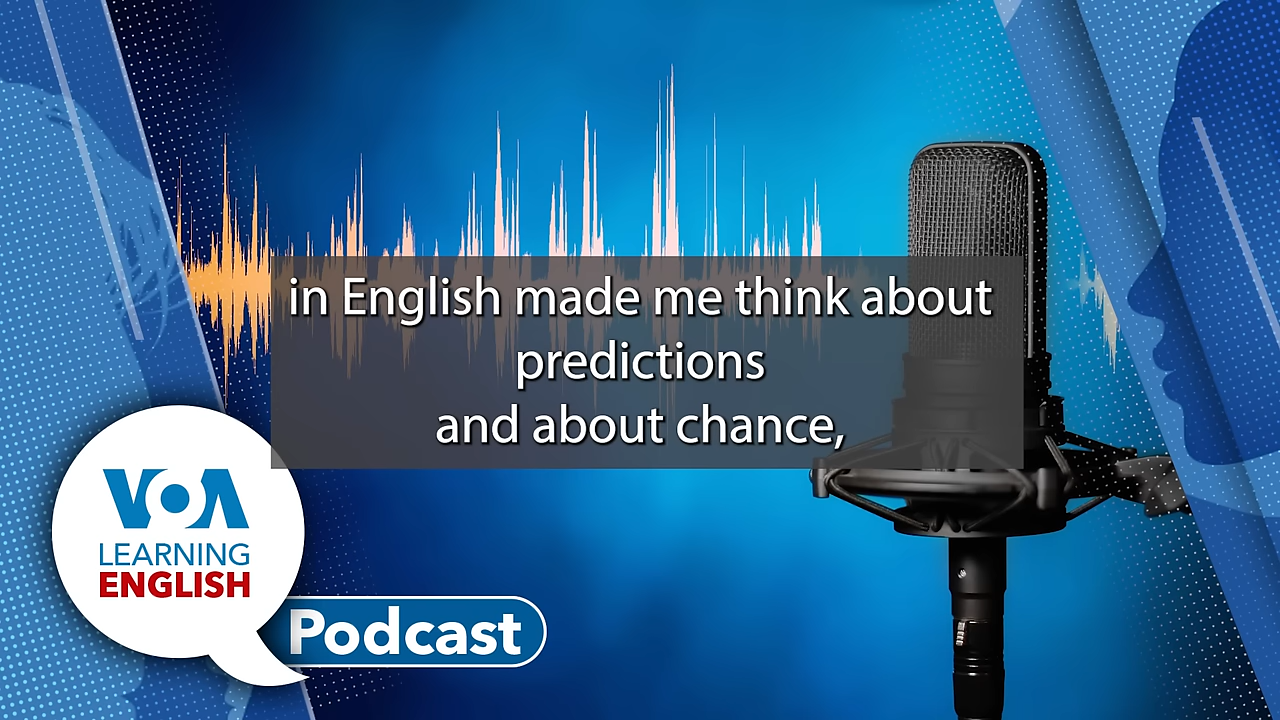 in English made me think about
predictions
and about chance,
VOA
LEARNING
ENGLISH
Podcast